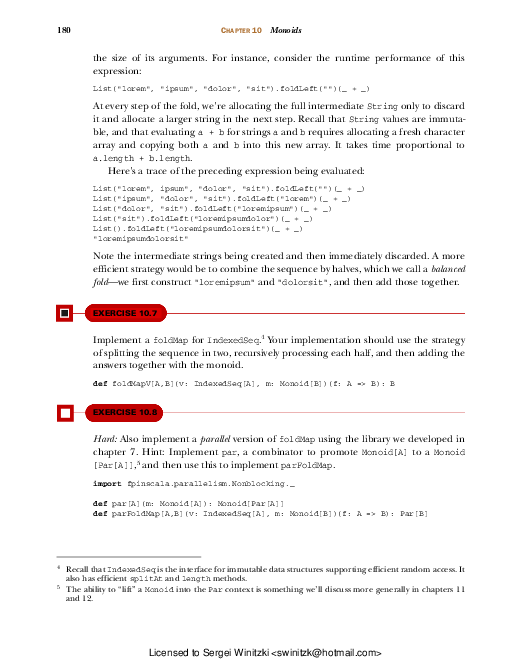 180
CHAPTER 10 Monoids
the size of its arguments. For instance, consider the runtime performance of this
expression:
List("lorem", "ipsum", "dolor", "sit").foldLeft("")(_ + _)
At every step of the fold, we're allocating the full intermediate String only to discard
it and allocate a larger string in the next step. Recall that String values are immuta-
ble, and that evaluating a + b for strings a and b requires allocating a fresh character
array and copying both a and b into this new array. It takes time proportional to
a.length + b.length.
Here's a trace of the preceding expression being evaluated:
List("lorem", ipsum", "dolor", "sit").foldLeft("")(_ + _)
List("ipsum", "dolor", "sit").foldLeft("lorem")(_ + _)
List("dolor", "sit").foldLeft("loremipsum")(_ + _)
List("sit").foldLeft("loremipsumdolor")(_ + _)
List().foldLeft("loremipsumdolorsit")(_ + _)
"loremipsumdolorsit"
Note the intermediate strings being created and then immediately discarded. A more
efficient strategy would be to combine the sequence by halves, which we call a balanced
fold—we first construct "loremipsum" and "dolorsit", and then add those together.
EXERCISE 10.7
Implement a foldMap for IndexedSeq.4 Your implementation should use the strategy
of splitting the sequence in two, recursively processing each half, and then adding the
answers together with the monoid.
def foldMapV[A,B](v: IndexedSeq[A], m: Monoid[B])(f: A => B): B
EXERCISE 10.8
Hard: Also implement a parallel version of foldMap using the library we developed in
chapter 7. Hint: Implement par, a combinator to promote Monoid[A] to a Monoid
[Par[A]],5 and then use this to implement parFoldMap.
import fpinscala.parallelism.Nonblocking._
def par[A](m: Monoid[A]): Monoid[Par[A]]
def parFoldMap[A,B](v: IndexedSeq[A], m: Monoid[B])(f: A => B): Par[B]
4 Recall that IndexedSeq is the interface for immutable data structures supporting efficient random access. It
also has efficient splitAt and length methods.
5 The ability to "lift" a Monoid into the Par context is something we'll discuss more generally in chapters 11
and 12.
Licensed to Sergei Winitzki <swinitzk@hotmail.com>